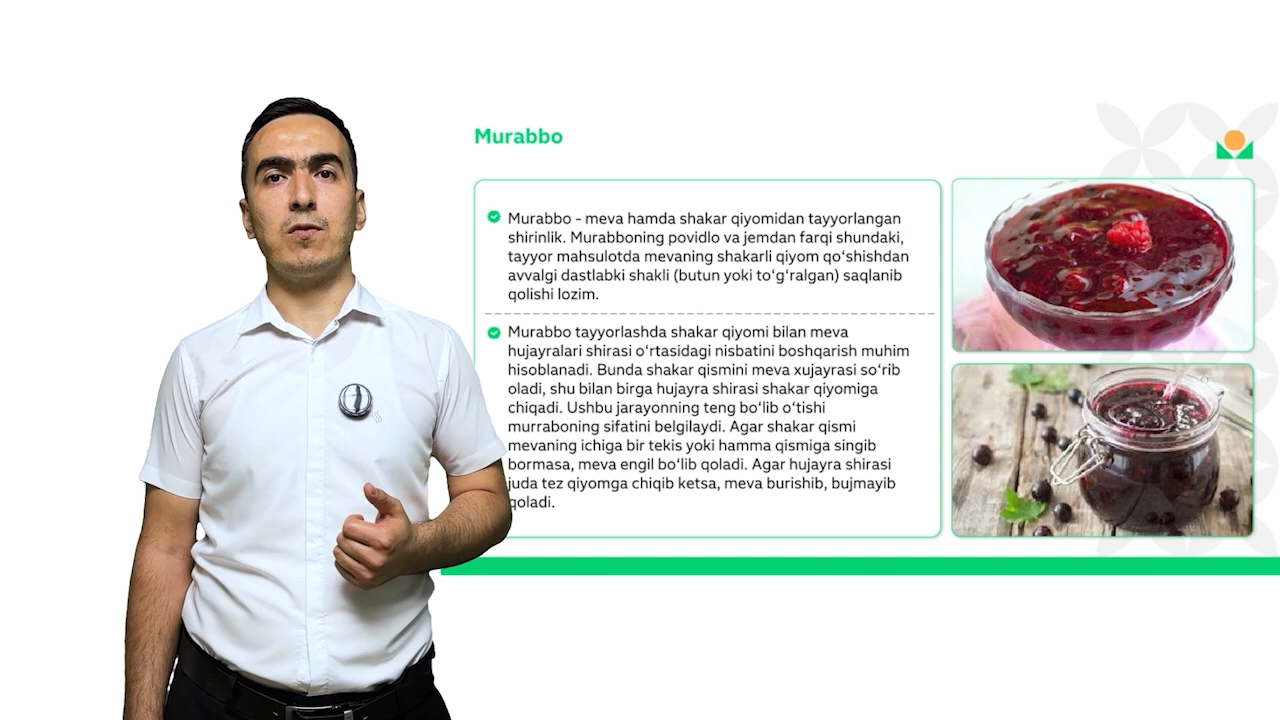 Murabbo
Murabbo - meva hamda shakar qiyomidan tayyorlangan
shirinlik. Murabboning povidlo va jemdan farqi shundaki,
tayyor mahsulotda mevaning shakarli qiyom qo‘shishdan
avvalgi dastlabki shakli (butun yoki to‘g‘ralgan) saqlanib
qolishi lozim.
Murabbo tayyorlashda shakar qiyomi bilan meva
hujayralari shirasi o‘rtasidagi nisbatini boshqarish muhim
hisoblanadi. Bunda shakar qismini meva xujayrasi so‘rib
oladi, shu bilan birga hujayra shirasi shakar qiyomiga
chiqadi. Ushbu jarayonning teng bo‘lib o‘tishi
murraboning sifatini belgilaydi. Agar shakar qismi
mevaning ichiga bir tekis yoki hamma qismiga singib
bormasa, meva engil bo‘lib qoladi. Agar hujayra shirasi
juda tez qiyomga chiqib ketsa, meva burishib, bujmayib
qoladi.